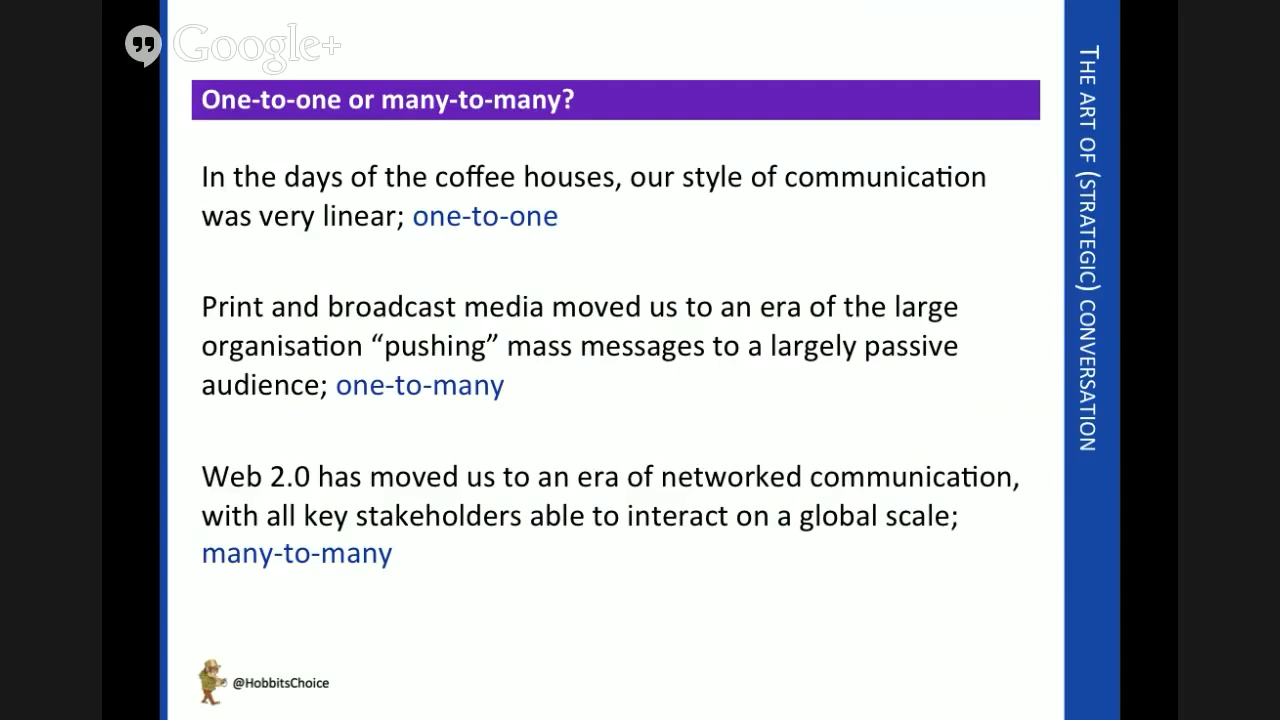 Google+
One-to-one or many-to-many?
In the days of the coffee houses, our style of communication
was very linear; one-to-one
Print and broadcast media moved us to an era of the large
organisation “pushing” mass messages to a largely passive
audience; one-to-many
Web 2.0 has moved us to an era of networked communication,
with all key stakeholders able to interact on a global scale;
many-to-many
@HobbitsChoice
THE ART OF (STRATEGIC) CONVERSATION